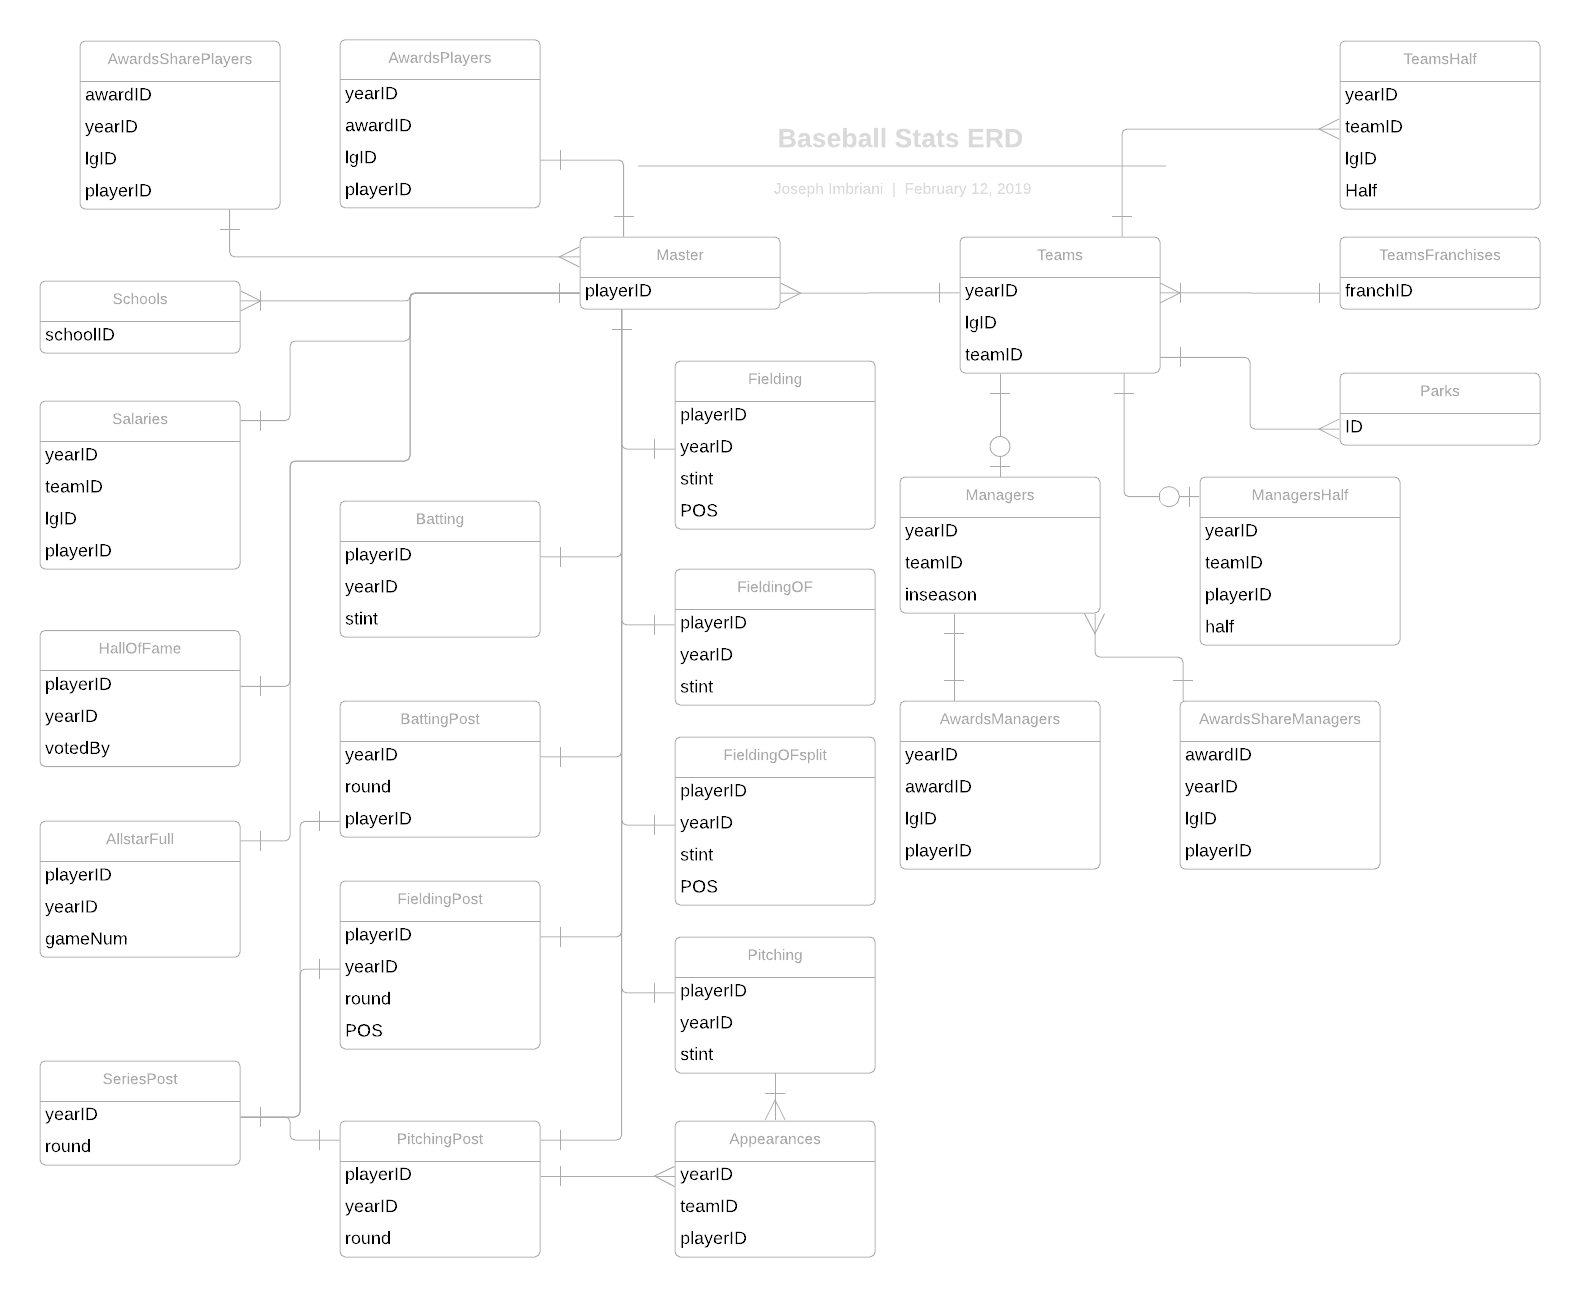 Baseball Stats ERD
Joseph Imbriani | February 12, 2019
AwardsSharePlayers
awardID
yearID
lgID
playerID
AwardsPlayers
yearID
awardID
lgID
playerID
TeamsHalf
yearID
teamID
lgID
Half
Master
playerID
Teams
yearID
lgID
teamID
TeamsFranchises
franchID
Schools
schoolID
Salaries
yearID
teamID
lgID
playerID
Fielding
playerID
yearID
stint
POS
Parks
ID
Batting
playerID
yearID
stint
Managers
yearID
teamID
inseason
ManagersHalf
yearID
teamID
playerID
half
FieldingOF
playerID
yearID
stint
HallOfFame
playerID
yearID
votedBy
BattingPost
yearID
round
playerID
FieldingOFsplit
playerID
yearID
stint
POS
AwardsManagers
yearID
awardID
lgID
playerID
AwardsShareManagers
awardID
yearID
lgID
playerID
AllstarFull
playerID
yearID
gameNum
FieldingPost
playerID
yearID
round
POS
Pitching
playerID
yearID
stint
SeriesPost
yearID
round
PitchingPost
playerID
yearID
round
Appearances
yearID
teamID
playerID